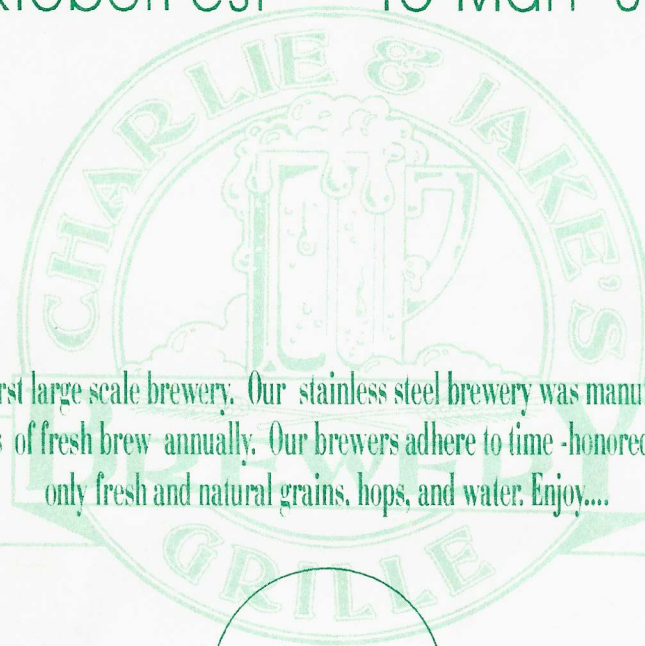 CHARLIE & JAKE'S
rst large scale brewery. Our stainless steel brewery was manu
s of fresh brew annually. Our brewers adhere to time -honored
only fresh and natural grains, hops, and water. Enjoy....
BREWERY
GRILLE